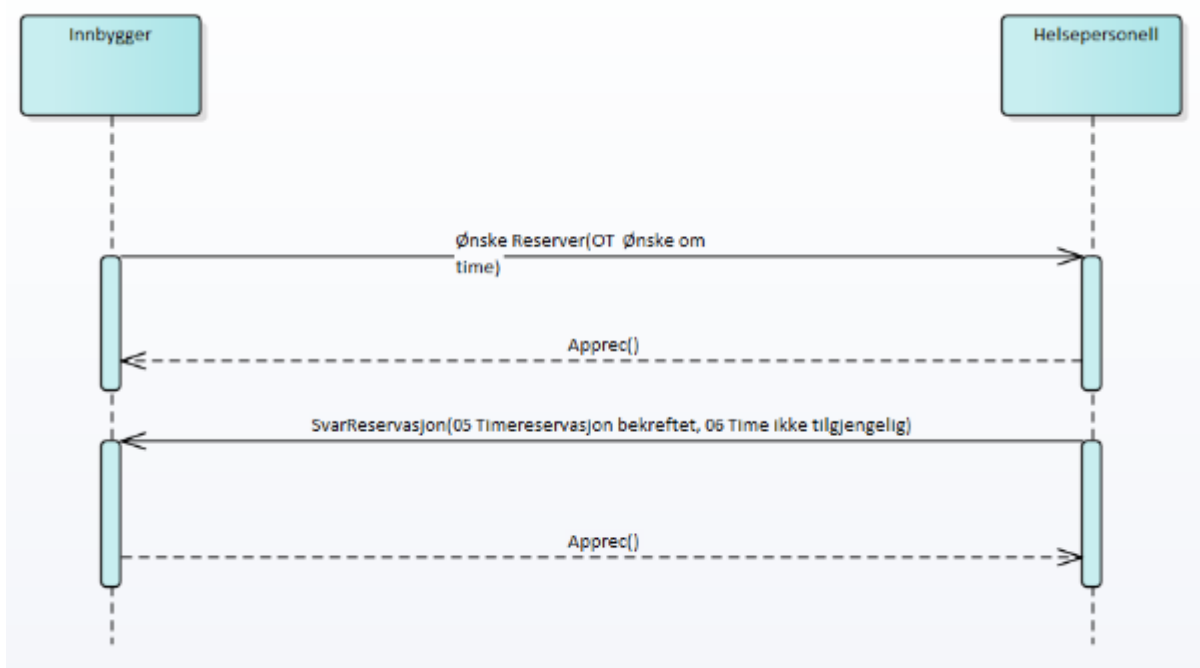 Innbygger
Helsepersonell
Ønske Reserver(OT Ønske om
time)
Apprec()
SvarReservasjon(05 Timereservasjon bekreftet, 06 Time ikke tilgjengelig)
Apprec()